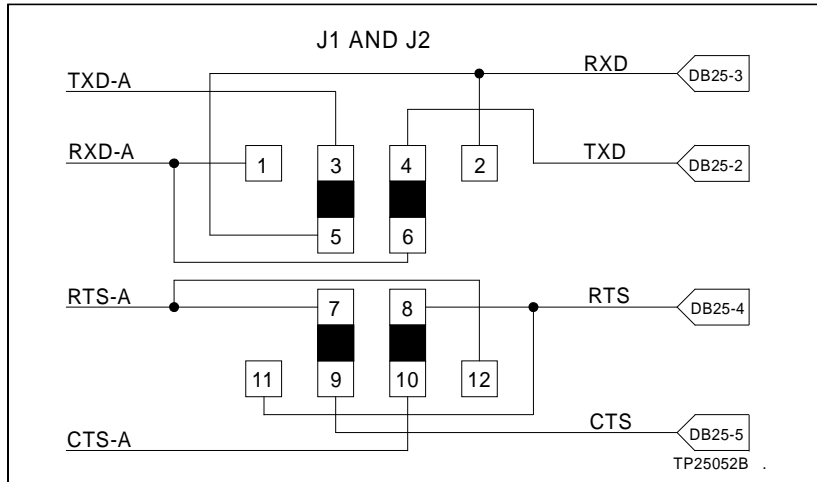 J1 AND J2
RXD
DB25-3
TXD-A
RXD-A
1
3
4
2
TXD
DB25-2
5
6
RTS-A
7
8
RTS
DB25-4
11
9
10
12
CTS-A
CTS
DB25-5
TP25052B .